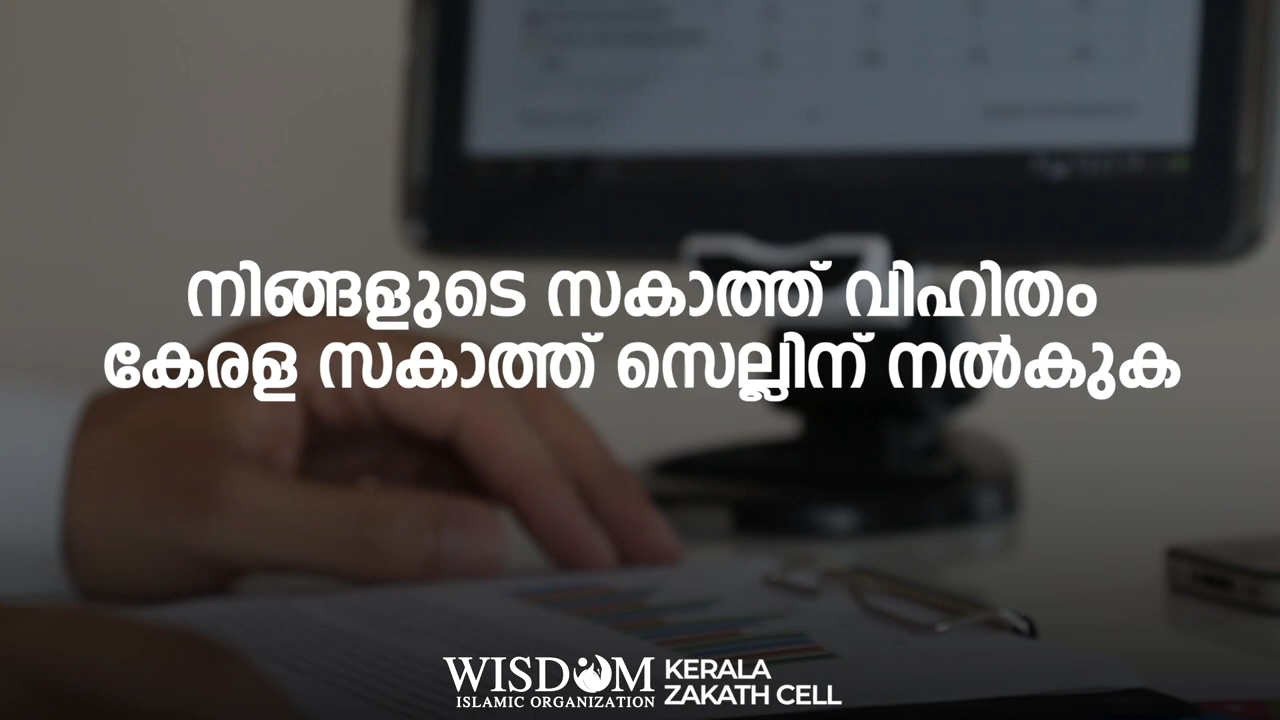 നിങ്ങളുടെ സകാത്ത് വിഹിതം
കേരള സകാത്ത് സെല്ലിന് നൽകുക
WISDOM
ISLAMIC ORGANIZATION
KERALA
ZAKATH CELL